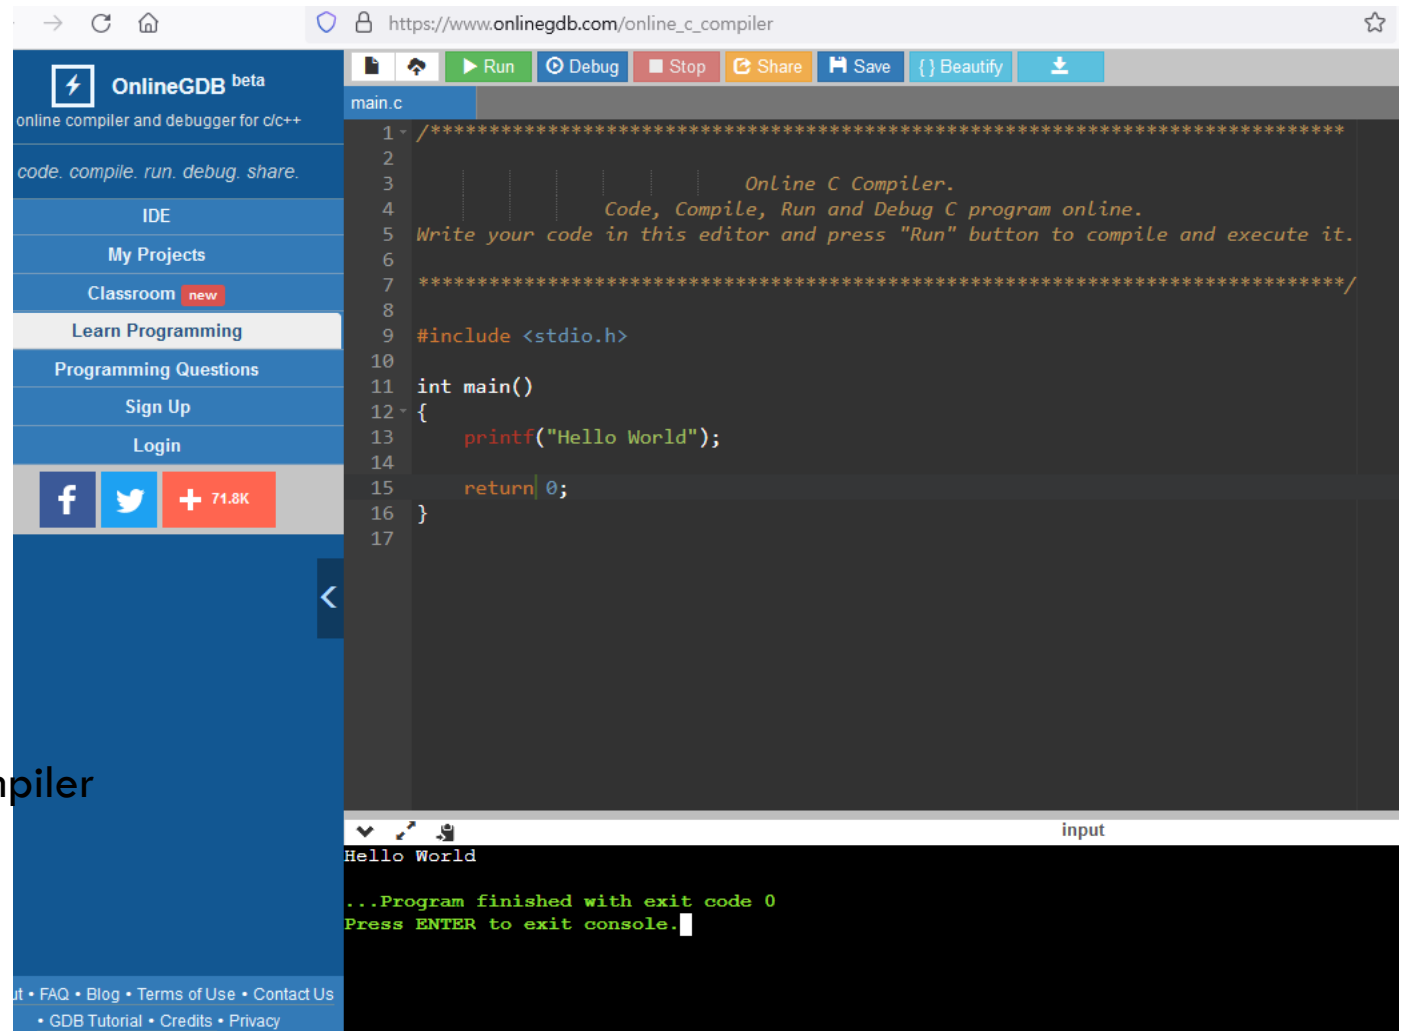 https://www.onlinegdb.com/online_c_compiler
OnlineGDB beta
online compiler and debugger for c/c++
code. compile. run. debug. share.
IDE
My Projects
Classroom new
Learn Programming
Programming Questions
Sign Up
Login
f
71.8K
FAQ • Blog • Terms of Use • Contact Us
• GDB Tutorial • Credits • Privacy
Run Debug Stop Share Save {} Beautify
main.c
1 /******************************************************************************
2
3 Online C Compiler.
4 Code, Compile, Run and Debug C program online.
5 Write your code in this editor and press "Run" button to compile and execute it.
6
7 *******************************************************************************/
8
9 #include <stdio.h>
10
11 int main()
12 {
13 printf("Hello World");
14
15 return 0;
16 }
17
input
Hello World
...Program finished with exit code 0
Press ENTER to exit console.